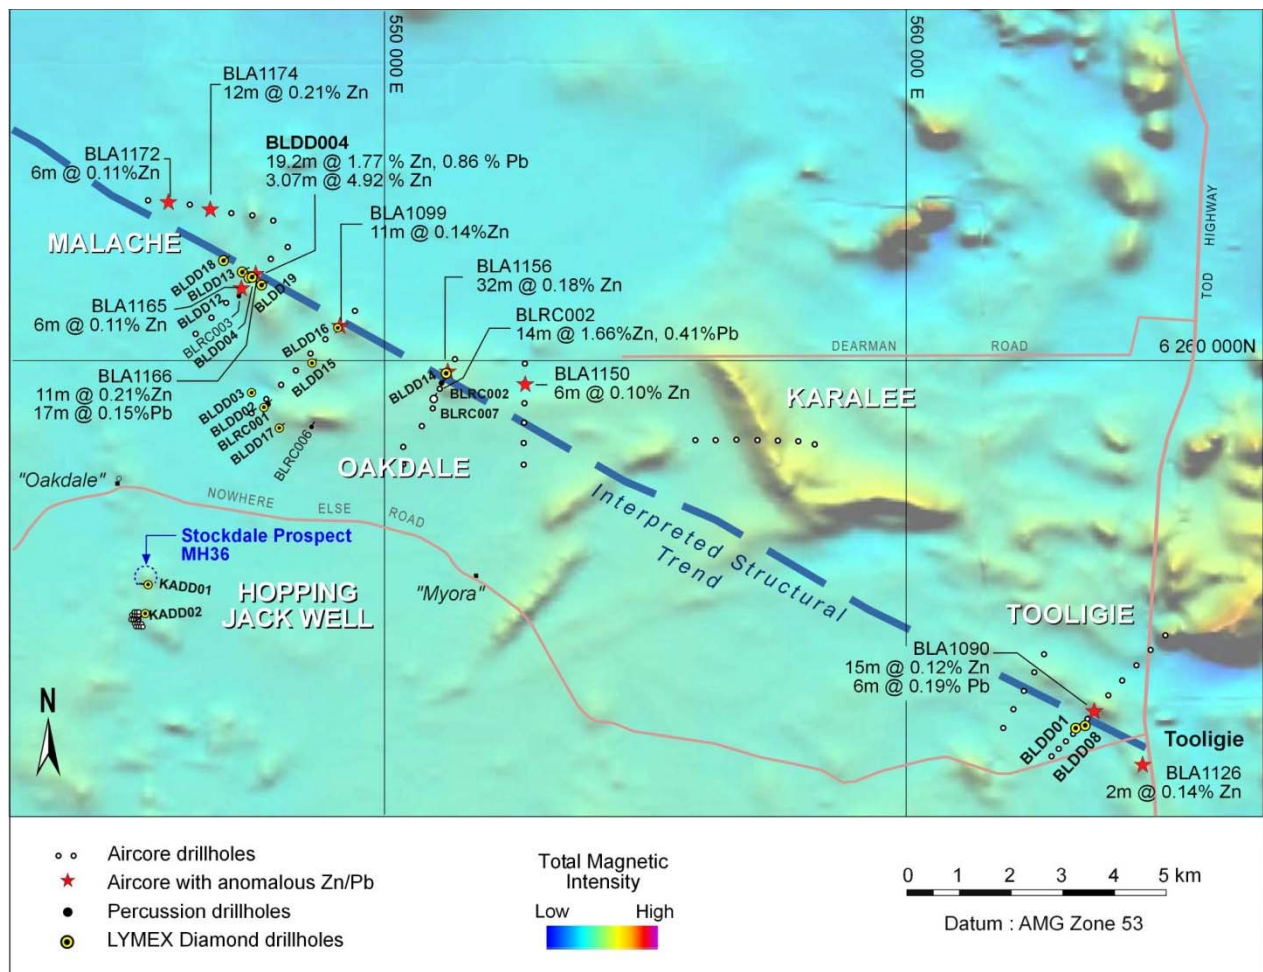 550 000 E
560 000 E
BLA1174
12m @ 0.21% Zn
BLDD004
19.2m @ 1.77 % Zn, 0.86 % Pb
3.07m @ 4.92 % Zn
BLA1172
6m @ 0.11%Zn
TOD HIGHWAY
BLA1099
11m @ 0.14%Zn
MALACHE
BLDD18
BLDD13
BLDD19
BLA1156
32m @ 0.18% Zn
BLA1165
6m @ 0.11% Zn
BLDD12
BLRC003
BLDD04
BLRC002
14m @ 1.66%Zn, 0.41%Pb
BLDD16
BLDD15
DEARMAN ROAD
6 260 000N
BLA1166
11m @ 0.21%Zn
17m @ 0.15%Pb
BLDD14
BLRC002
BLRC007
BLA1150
6m @ 0.10% Zn
KARALEE
BLDD03
BLDD02
BLRC001
BLDD17
BLRC006
OAKDALE
"Oakdale"
NOWHERE ELSE ROAD
Interpreted Structural
Trend
Stockdale Prospect
MH36
KADD01
KADD02
HOPPING
JACK WELL
"Myora"
TOOLIGIE
BLA1090
15m @ 0.12% Zn
6m @ 0.19% Pb
BLDD01
BLDD08
Tooligie
BLA1126
2m @ 0.14% Zn
N
Aircore drillholes
Aircore with anomalous Zn/Pb
Percussion drillholes
LYMEX Diamond drillholes
Total Magnetic
Intensity
Low High
0 1 2 3 4 5 km
Datum : AMG Zone 53